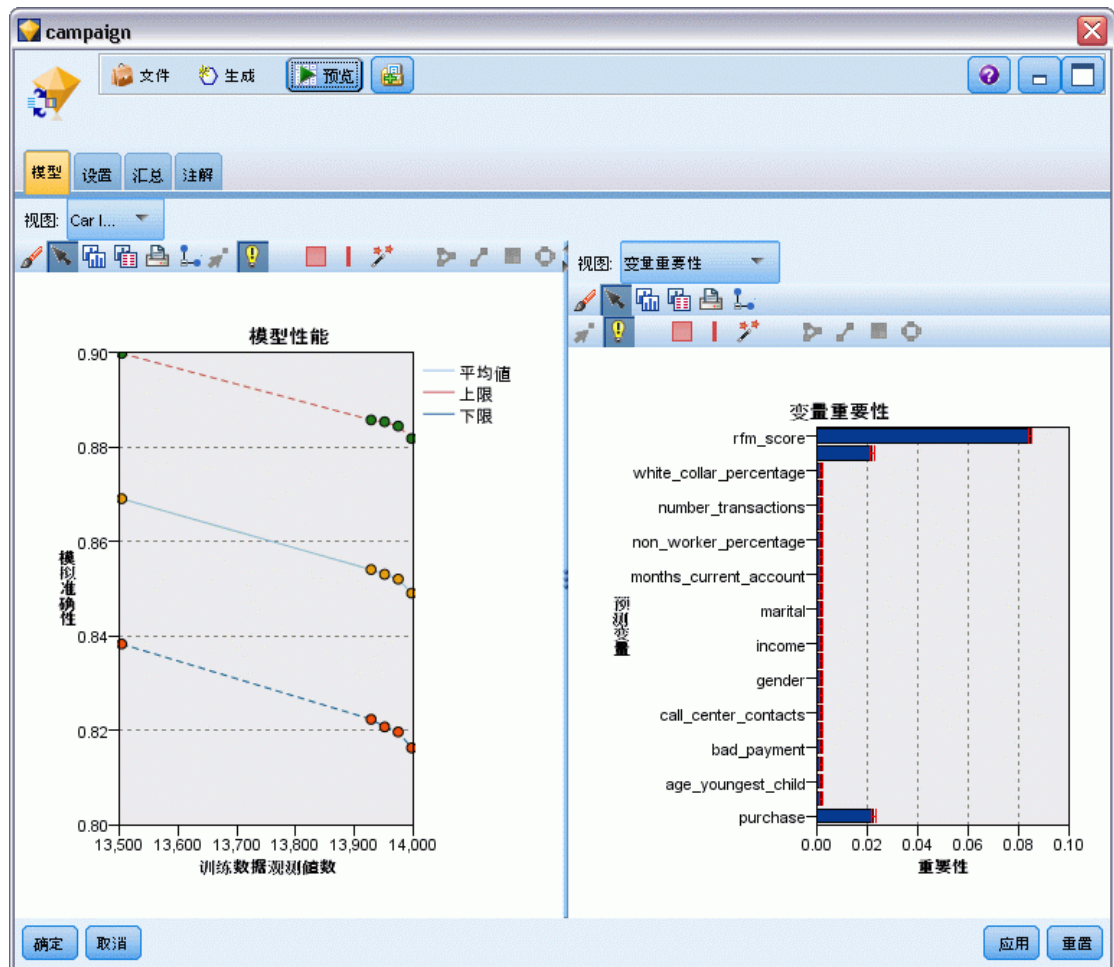 campaign
文件 生成 预览
模型 设置 汇总 注解
视图: Car I...
模型性能
0.90
0.88
0.86
0.84
0.82
0.80
模拟准确性
13,500 13,600 13,700 13,800 13,900 14,000
训练数据观测值数
平均值
上限
下限
视图: 变量重要性
变量重要性
rfm_score
white_collar_percentage
number_transactions
non_worker_percentage
months_current_account
marital
income
gender
call_center_contacts
bad_payment
age_youngest_child
purchase
预测变量
0.00 0.02 0.04 0.06 0.08 0.10
重要性
确定 取消 应用 重置